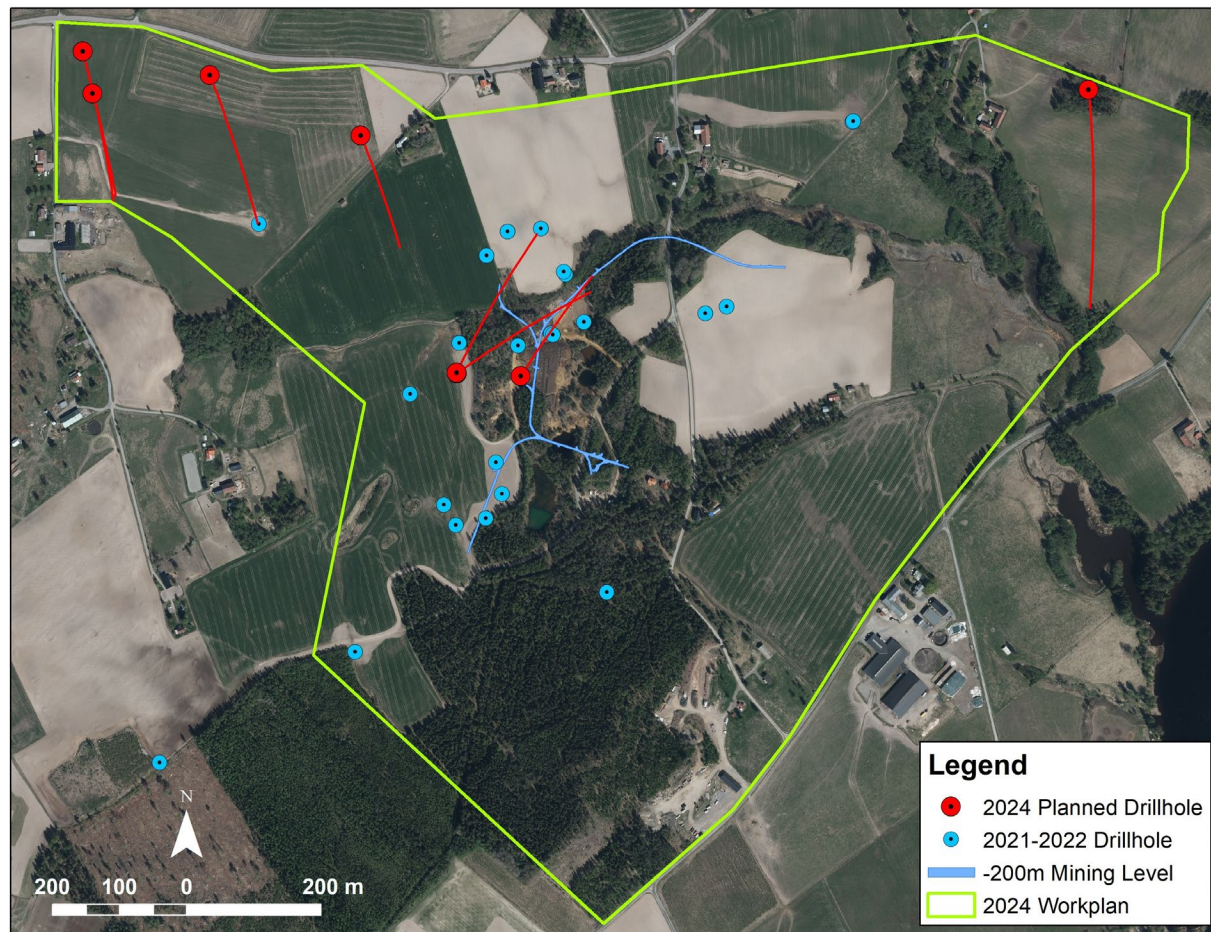 N
200 100 0 200 m
Legend
2024 Planned Drillhole
2021-2022 Drillhole
-200m Mining Level
2024 Workplan